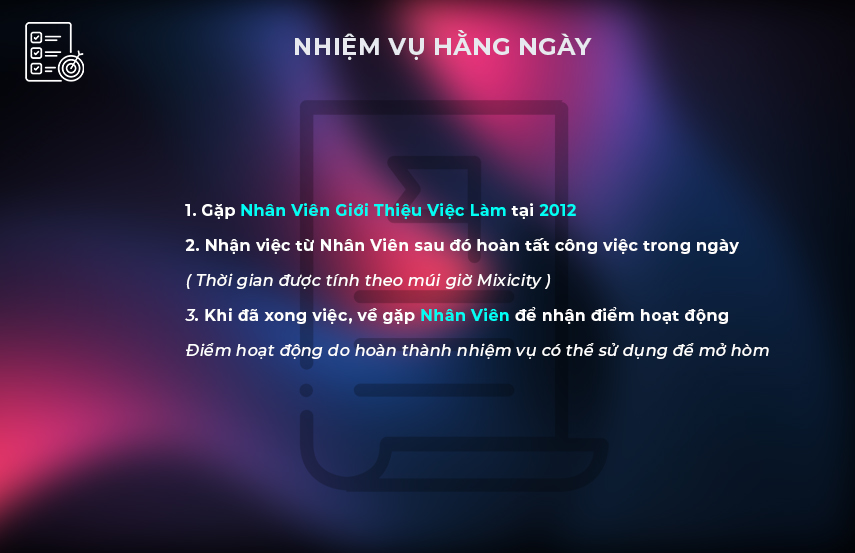 NHIỆM VỤ HẰNG NGÀY
1. Gặp Nhân Viên Giới Thiệu Việc Làm tại 2012
2. Nhận việc từ Nhân Viên sau đó hoàn tất công việc trong ngày
( Thời gian được tính theo múi giờ Mixicity )
3. Khi đã xong việc, về gặp Nhân Viên để nhận điểm hoạt động
Điểm hoạt động do hoàn thành nhiệm vụ có thể sử dụng để mở hòm